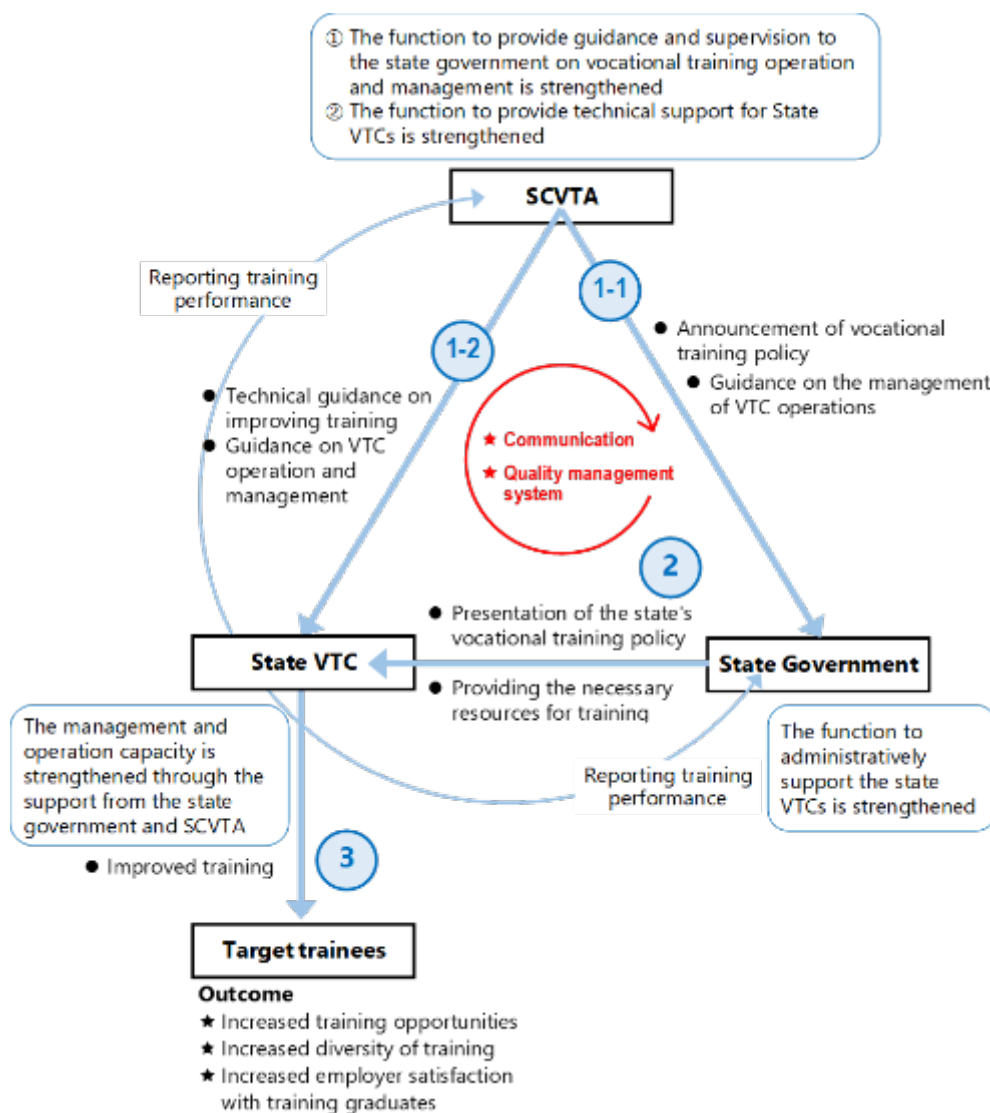 ① The function to provide guidance and supervision to
the state government on vocational training operation
and management is strengthened
② The function to provide technical support for State
VTCs is strengthened
SCVTA
Reporting training
performance
1-1
1-2
● Announcement of vocational
training policy
● Guidance on the management
of VTC operations
● Technical guidance on
improving training
● Guidance on VTC
operation and
management
★ Communication
★ Quality management
system
2
● Presentation of the state's
vocational training policy
State VTC
State Government
● Providing the necessary
resources for training
The management and
operation capacity is
strengthened through the
support from the state
government and SCVTA
The function to
administratively
support the state
VTCs is strengthened
Reporting training
performance
● Improved training
3
Target trainees
Outcome
★ Increased training opportunities
★ Increased diversity of training
★ Increased employer satisfaction
with training graduates